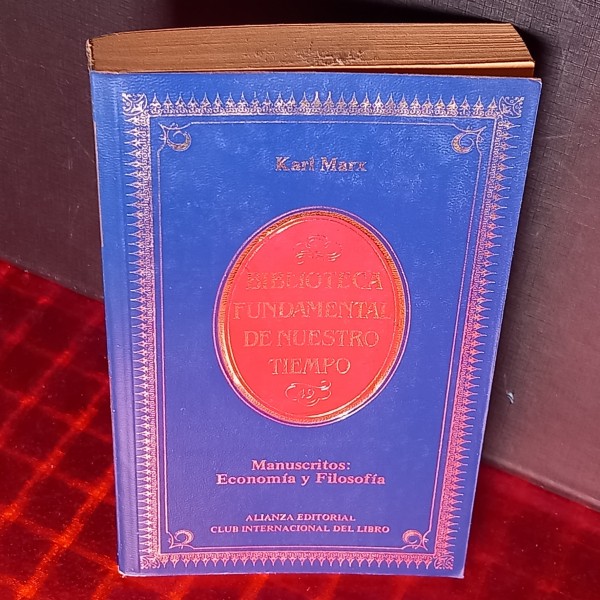 Karl Marx
BIBLIOTECA
FUNDAMENTAL
DE NUESTRO
TIEMPO
Manuscritos:
Economía y Filosofía
ALIANZA EDITORIAL
CLUB INTERNACIONAL DEL LIBRO